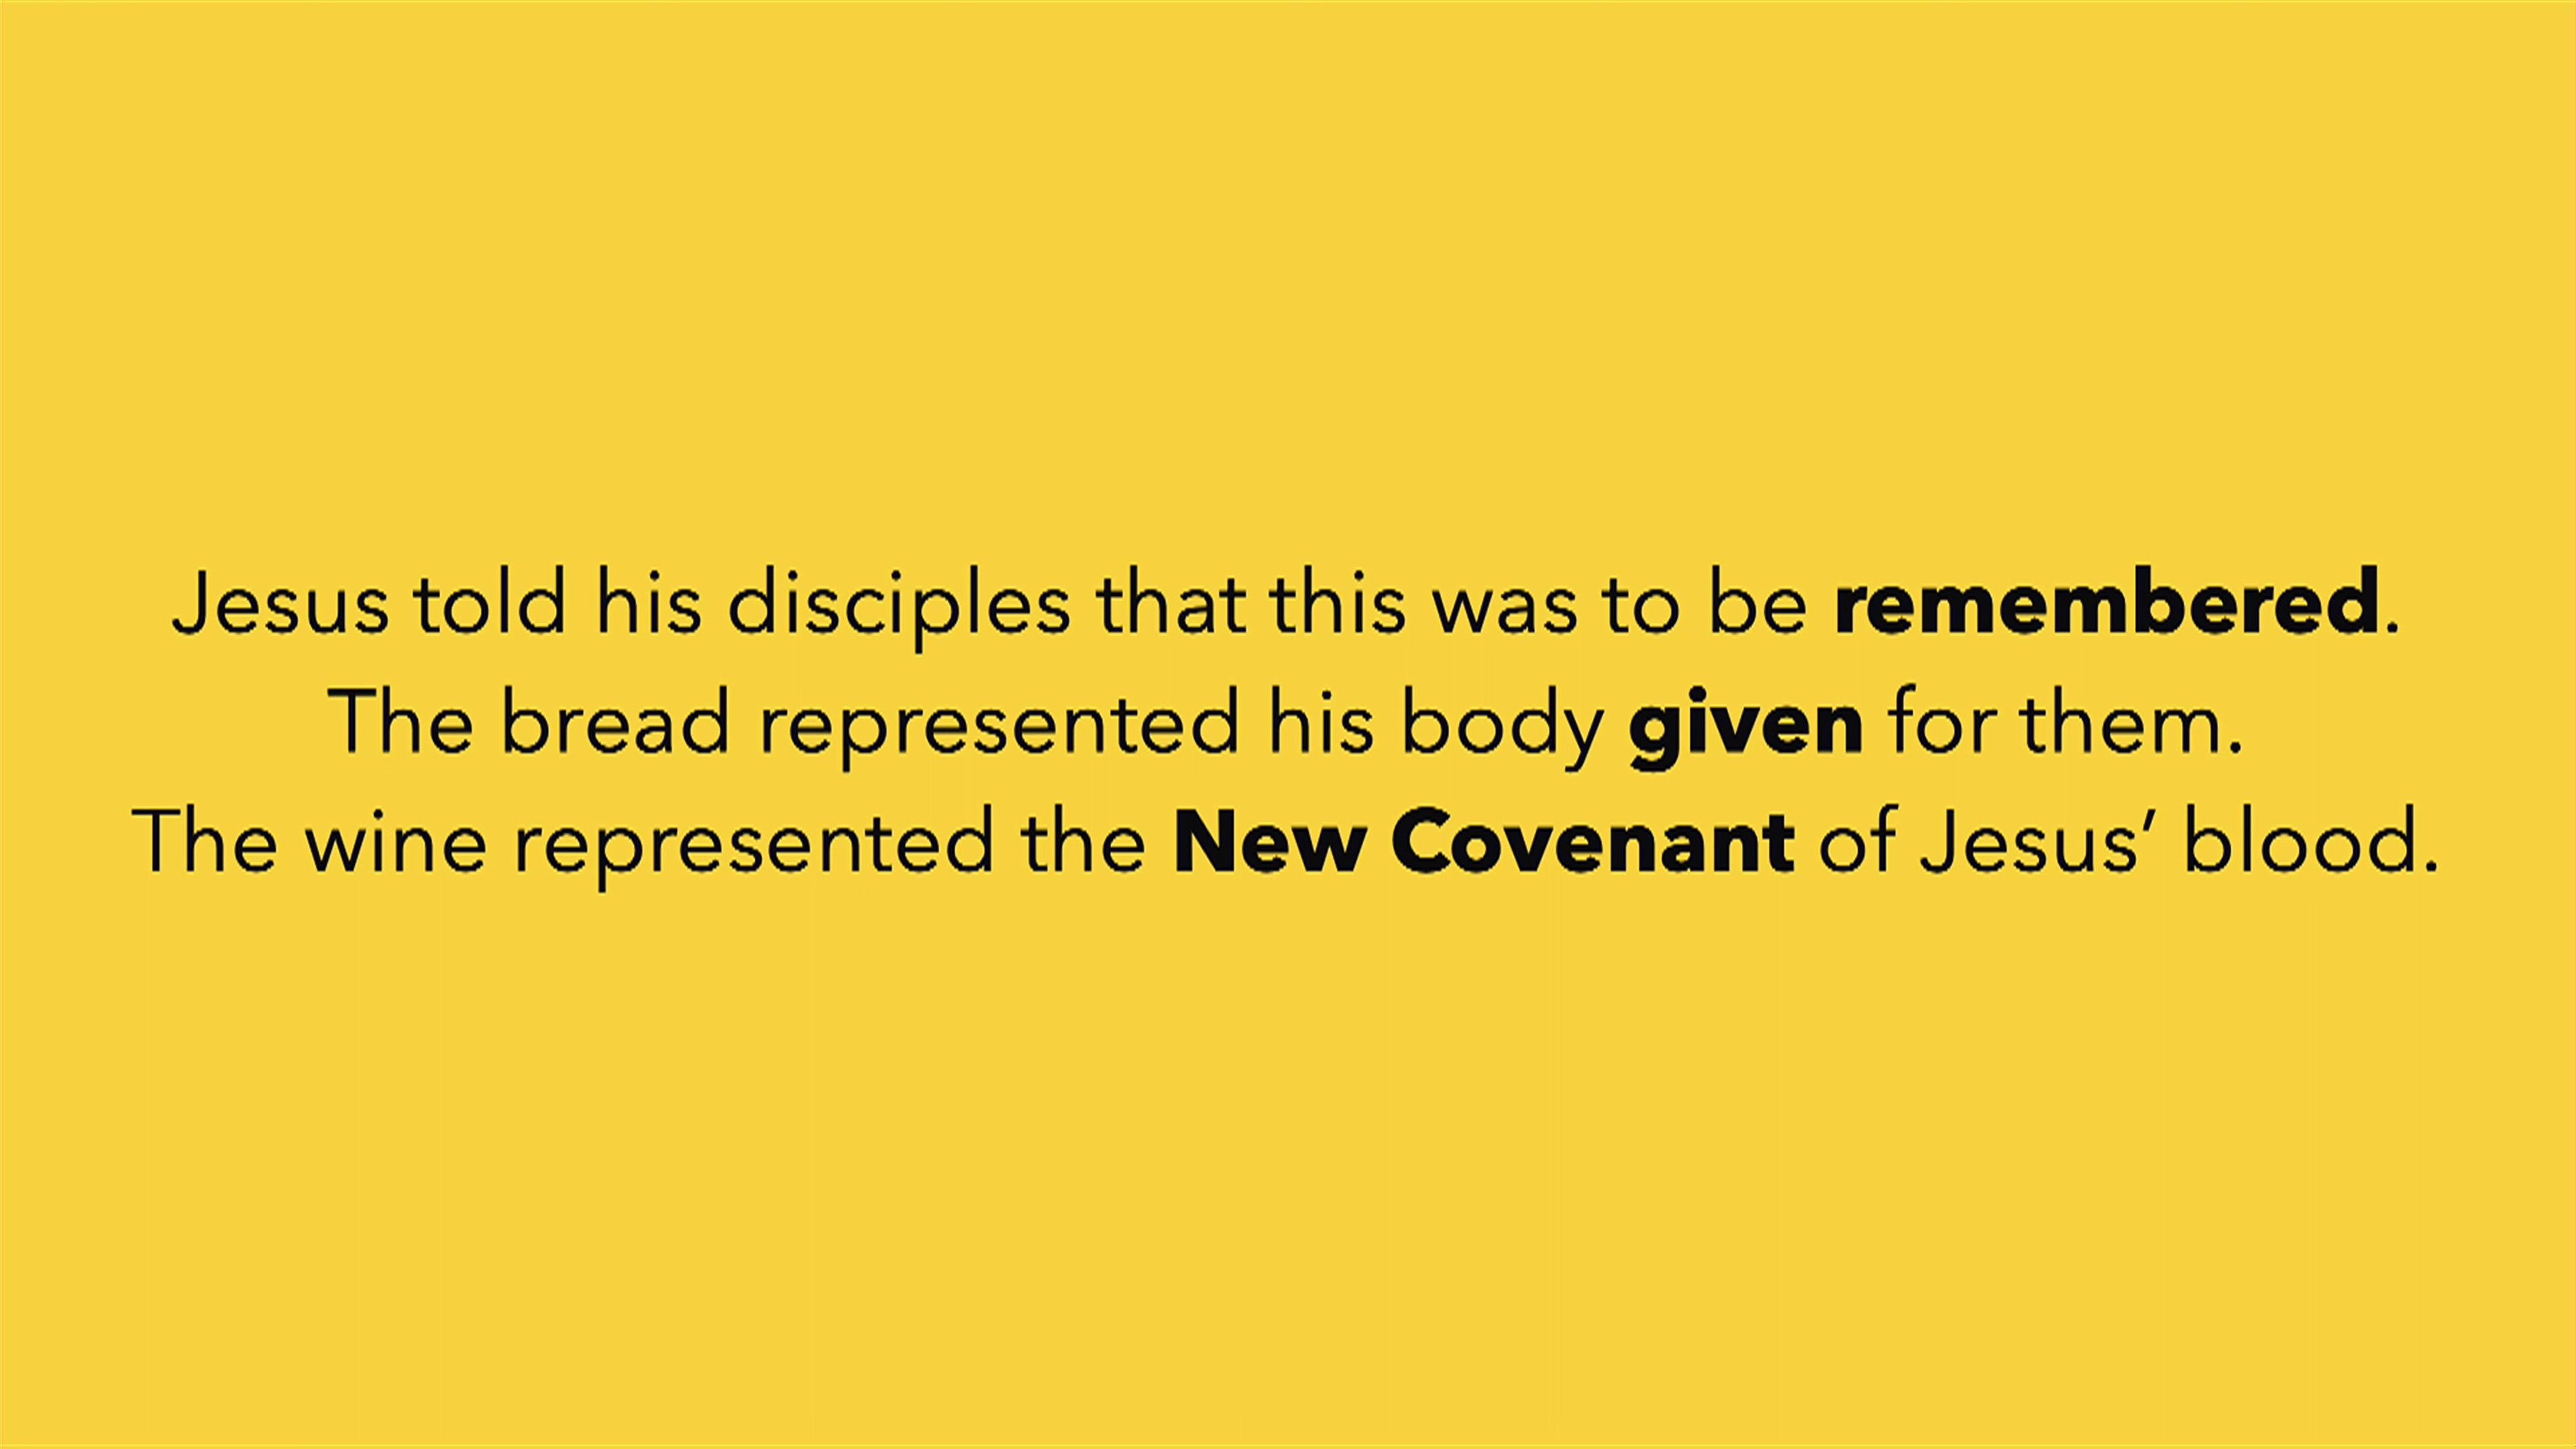 Jesus told his disciples that this was to be remembered.
The bread represented his body given for them.
The wine represented the New Covenant of Jesus’ blood.